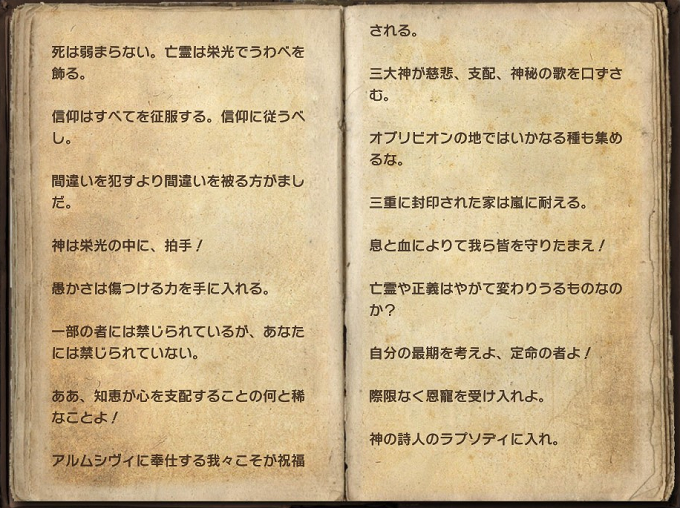 死は弱まらない。亡霊は栄光でうわべを
飾る。
信仰はすべてを征服する。信仰に従うべ
し。
間違いを犯すより間違いを被る方がまし
だ。
神は栄光の中に、拍手！
愚かさは傷つける力を手に入れる。
一部の者には禁じられているが、あなた
には禁じられていない。
ああ、知恵が心を支配することの何と稀
なことよ！
アルムシヴィに奉仕する我々こそが祝福
される。
三大神が慈悲、支配、神秘の歌を口ずさ
む。
オブリビオンの地ではいかなる種も集め
るな。
三重に封印された家は嵐に耐える。
息と血によりて我ら皆を守りたまえ！
亡霊や正義はやがて変わりうるものなの
か？
自分の最期を考えよ、定命の者よ！
際限なく恩寵を受け入れよ。
神の詩人のラプソディに入れ。